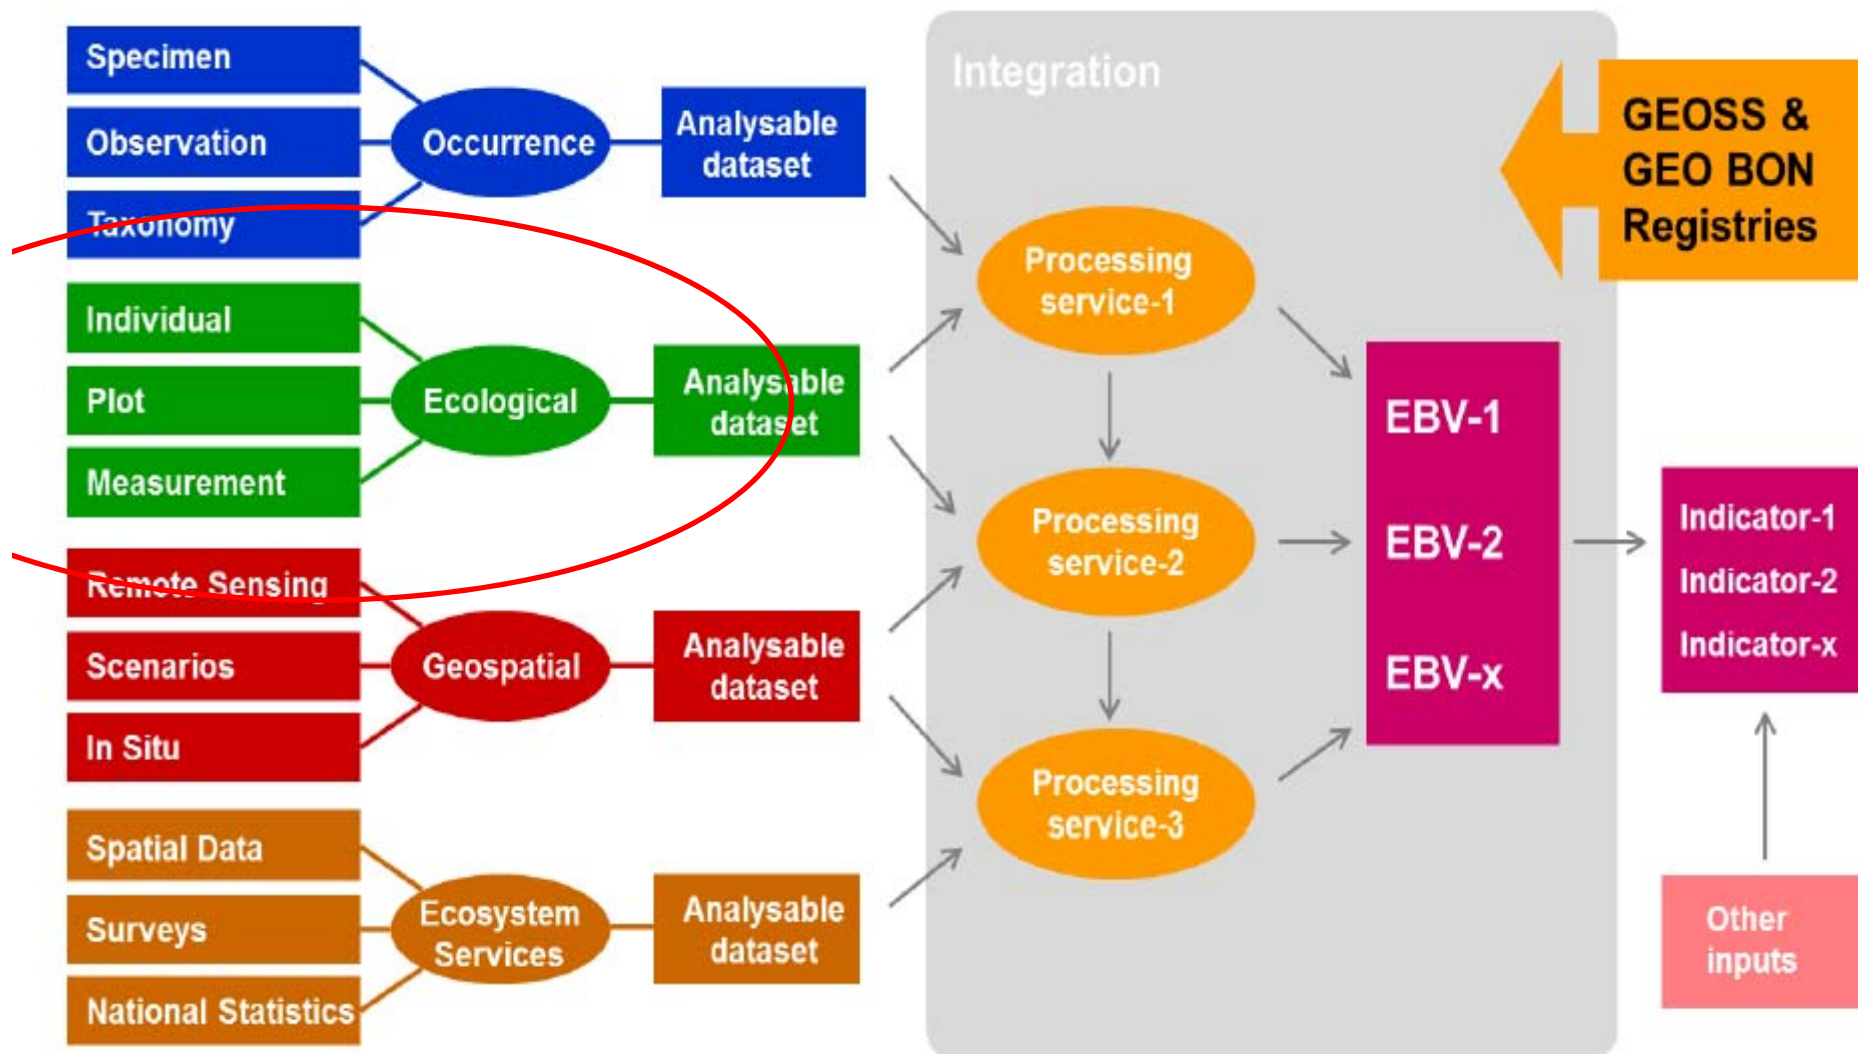 Specimen
Observation
Taxonomy
Occurrence
Analysable
dataset
Individual
Plot
Measurement
Ecological
Analysable
dataset
Remote Sensing
Scenarios
In Situ
Geospatial
Analysable
dataset
Spatial Data
Surveys
National Statistics
Ecosystem
Services
Analysable
dataset
Integration
Processing
service-1
Processing
service-2
Processing
service-3
EBV-1
EBV-2
EBV-x
GEOSS &
GEO BON
Registries
Indicator-1
Indicator-2
Indicator-x
Other
inputs